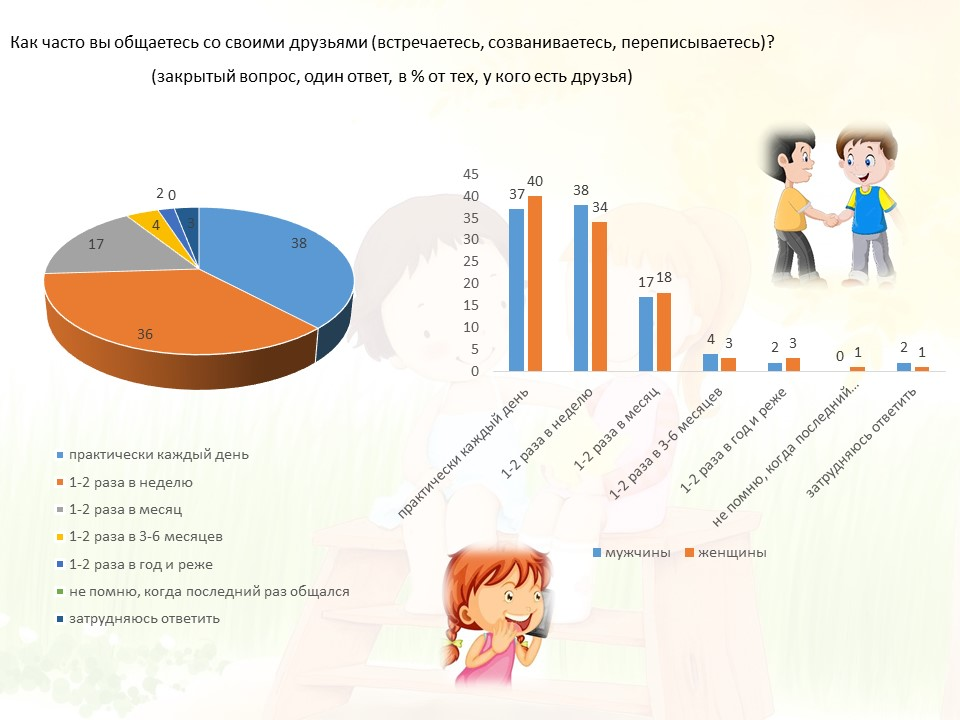 Как часто вы общаетесь со своими друзьями (встречаетесь, созваниваетесь, переписываетесь)?
(закрытый вопрос, один ответ, в % от тех, у кого есть друзья)
2 0
4
3
38
17
36
практически каждый день
1-2 раза в неделю
1-2 раза в месяц
1-2 раза в 3-6 месяцев
1-2 раза в год и реже
не помню, когда последний раз общался
затрудняюсь ответить
45
40
35
30
25
20
15
10
5
0
37 40
38 34
17 18
4 3
2 3
0 1
2 1
практически каждый день
1-2 раза в неделю
1-2 раза в месяц
1-2 раза в 3-6 месяцев
1-2 раза в год и реже
не помню, когда последний…
затрудняюсь ответить
мужчины женщины